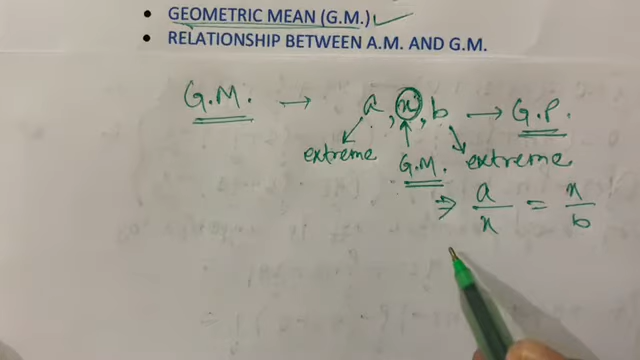 • GEOMETRIC MEAN (G.M.) ✓
• RELATIONSHIP BETWEEN A.M. AND G.M.
G.M. → a, x, b → G.P.
extreme G.M. extreme
⇒ a/x = x/b